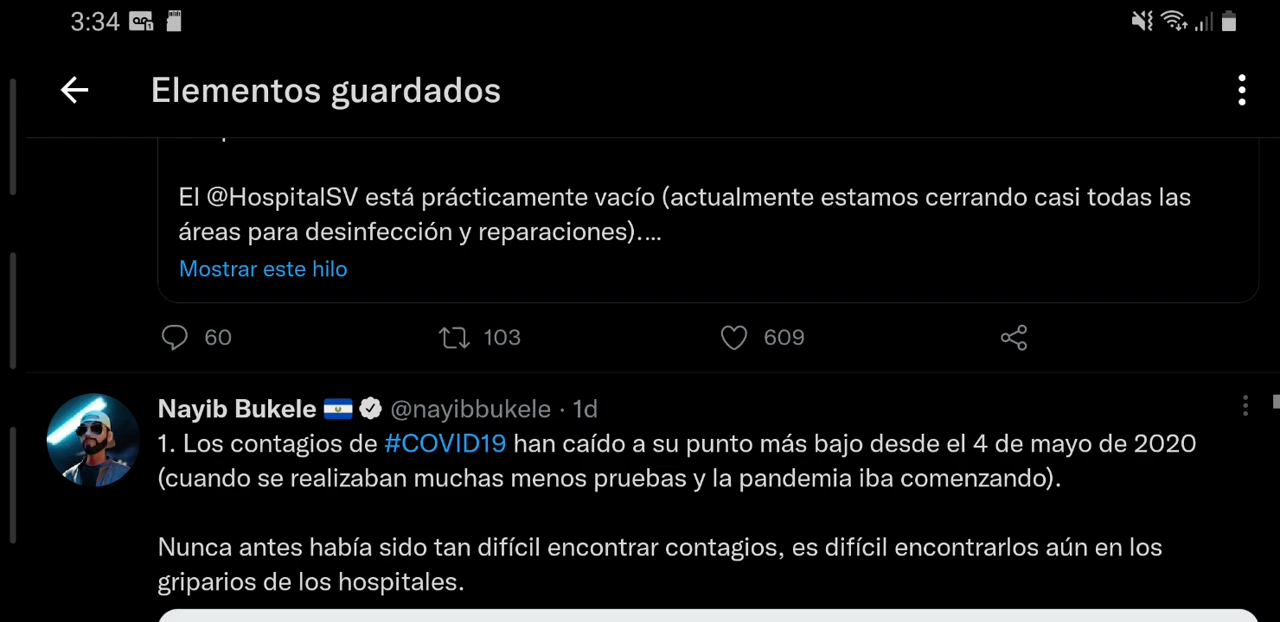 3:34
Elementos guardados
El @HospitalSV está prácticamente vacío (actualmente estamos cerrando casi todas las
áreas para desinfección y reparaciones)....
Mostrar este hilo
60 103 609
Nayib Bukele @nayibbukele · 1d
1. Los contagios de #COVID19 han caído a su punto más bajo desde el 4 de mayo de 2020
(cuando se realizaban muchas menos pruebas y la pandemia iba comenzando).
Nunca antes había sido tan difícil encontrar contagios, es difícil encontrarlos aún en los
griparios de los hospitales.